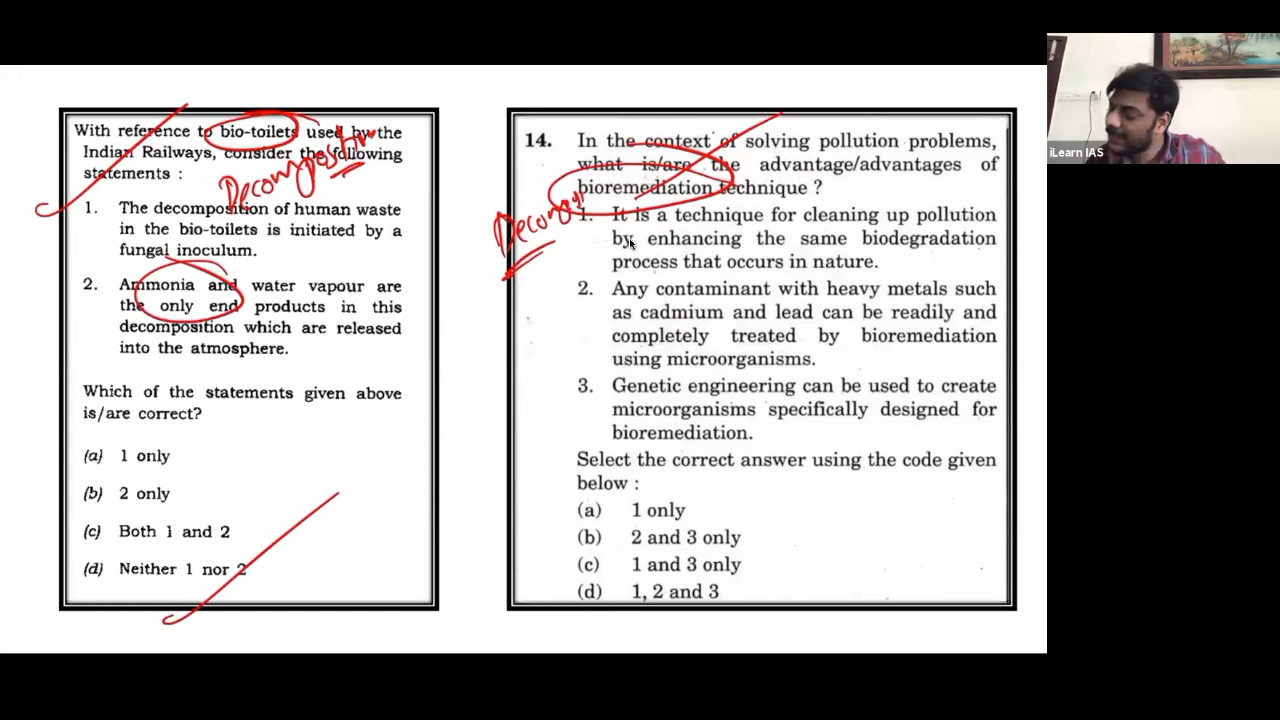 With reference to bio-toilets used by the
Indian Railways, consider the following
statements :
Decomposition
1. The decomposition of human waste
in the bio-toilets is initiated by a
fungal inoculum.
2. Ammonia and water vapour are
the only end products in this
decomposition which are released
into the atmosphere.
Which of the statements given above
is/are correct?
(a) 1 only
(b) 2 only
(c) Both 1 and 2
(d) Neither 1 nor 2
14. In the context of solving pollution problems,
what is/are the advantage/advantages of
bioremediation technique ?
1. It is a technique for cleaning up pollution
by enhancing the same biodegradation
process that occurs in nature.
2. Any contaminant with heavy metals such
as cadmium and lead can be readily and
completely treated by bioremediation
using microorganisms.
3. Genetic engineering can be used to create
microorganisms specifically designed for
bioremediation.
Select the correct answer using the code given
below :
(a) 1 only
(b) 2 and 3 only
(c) 1 and 3 only
(d) 1, 2 and 3
iLearn IAS